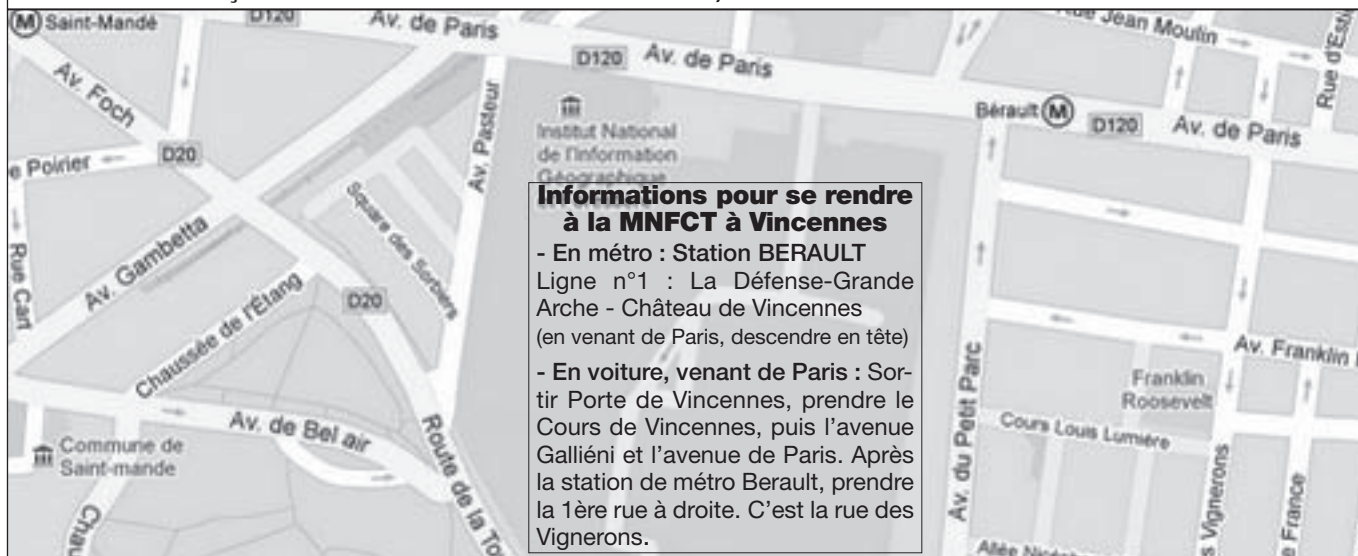 Saint-Mandé
D120
Av. de Paris
D120
Av. de Paris
Jean Moulin
Bérault
D120
Av. de Paris
Av. Foch
D20
Poirier
Av. Pasteur
Institut National
de l'Information
Géographique
Square des Sorbiers
Rue Cart
Av. Gambetta
Chaussée de l'Étang
D20
Av. de Bel air
Route de la
Commune de
Saint-mande
Informations pour se rendre
à la MNFCT à Vincennes
- En métro : Station BERAULT
Ligne n°1 : La Défense-Grande
Arche - Château de Vincennes
(en venant de Paris, descendre en tête)
- En voiture, venant de Paris : Sor-
tir Porte de Vincennes, prendre le
Cours de Vincennes, puis l'avenue
Galliéni et l'avenue de Paris. Après
la station de métro Berault, prendre
la 1ère rue à droite. C'est la rue des
Vignerons.
Av. du Petit Parc
Av. Franklin
Franklin
Roosevelt
Cours Louis Lumière
Vignerons
France
Allée